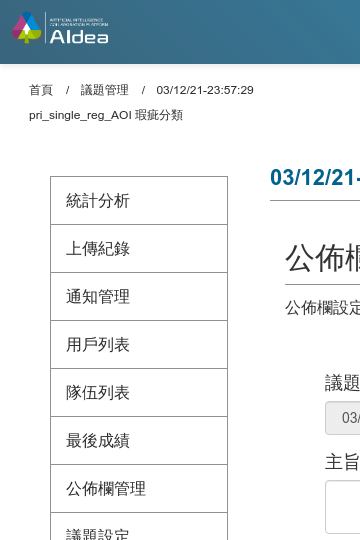 ARTIFICIAL INTELLIGENCE
COLLABORATION PLATFORM
AIdea
首頁 / 議題管理 / 03/12/21-23:57:29
pri_single_reg_AOI 瑕疵分類
統計分析
上傳紀錄
通知管理
用戶列表
隊伍列表
最後成績
公佈欄管理
議題設定
03/12/21-
公佈欄
公佈欄設定
議題
03/
主旨